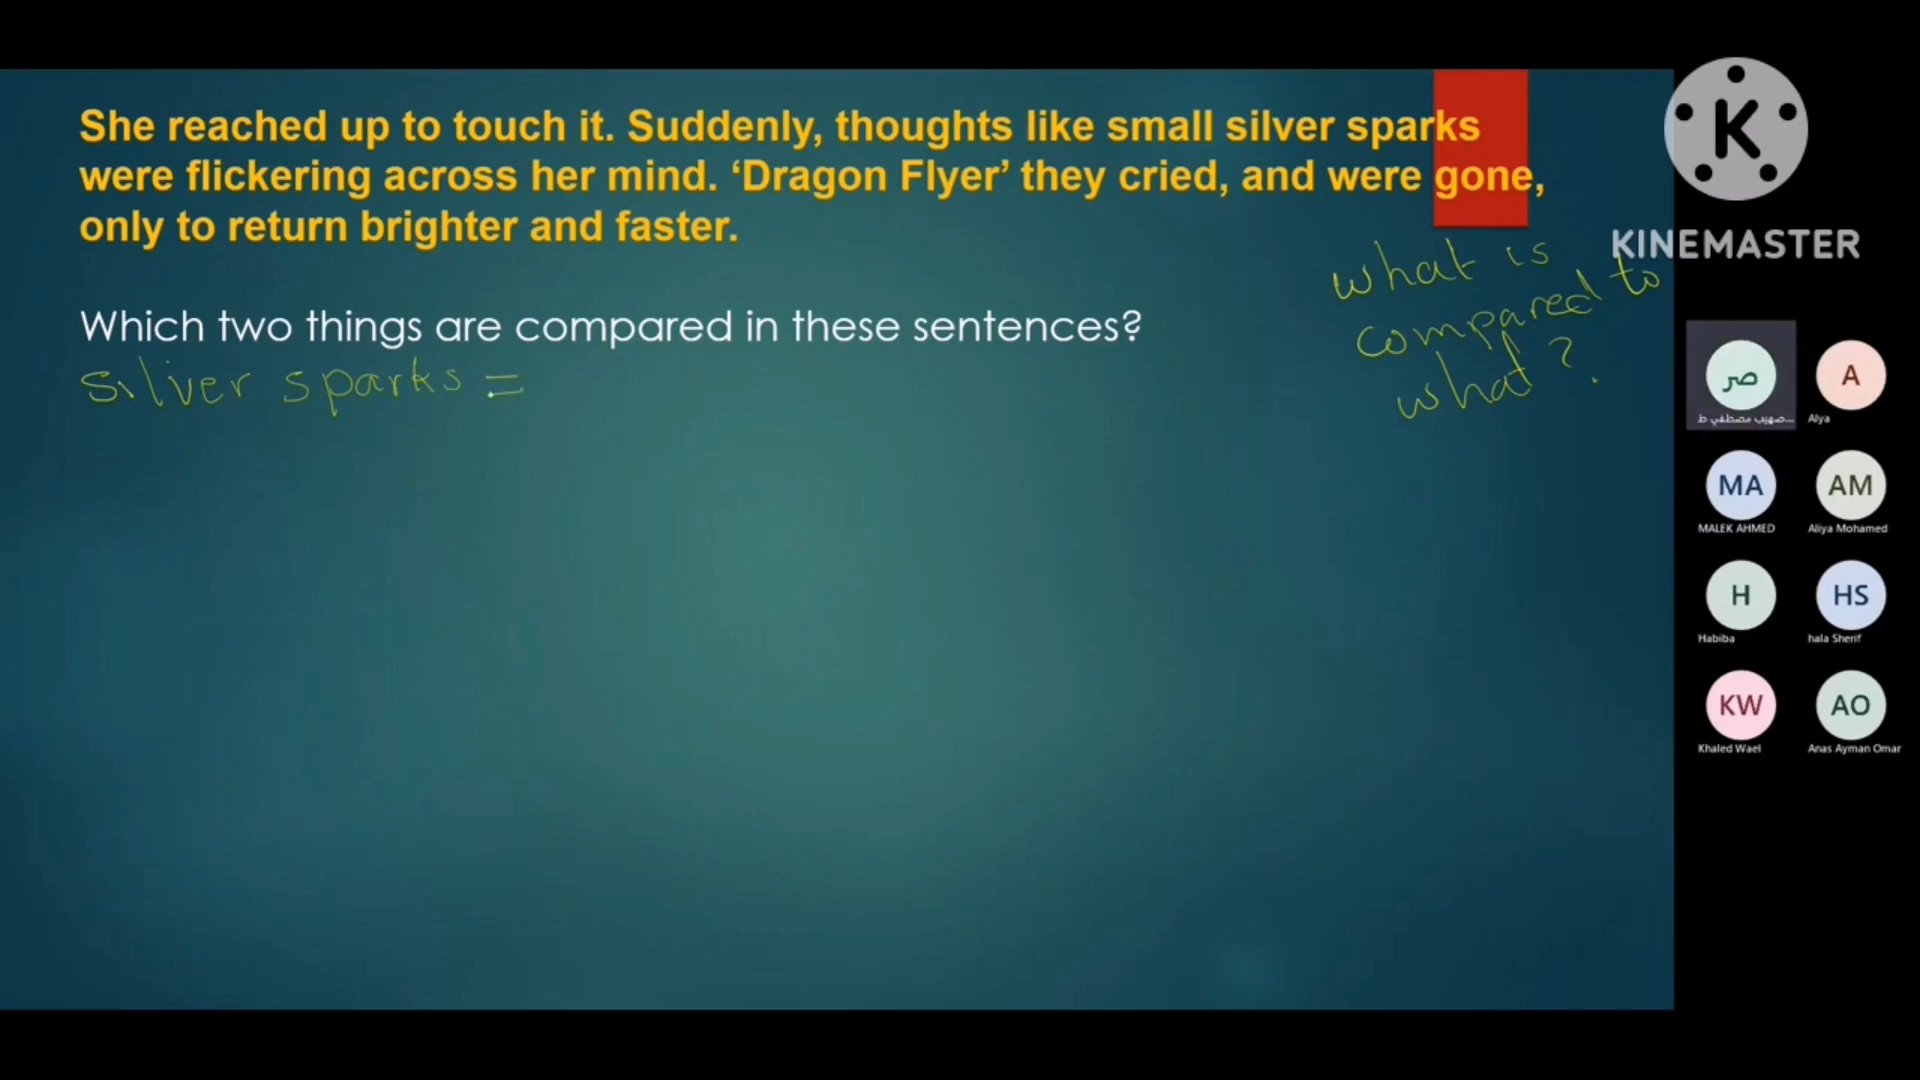 She reached up to touch it. Suddenly, thoughts like small silver sparks
were flickering across her mind. ‘Dragon Flyer’ they cried, and were gone,
only to return brighter and faster.
Which two things are compared in these sentences?
silver sparks =
what is
compared to
what?
K
KINEMASTER
صر
A
صهيب مصطفي ط...
Alya
MA
AM
MALEK AHMED
Aliya Mohamed
H
HS
Habiba
hala Sherif
KW
AO
Khaled Wael
Anas Ayman Omar